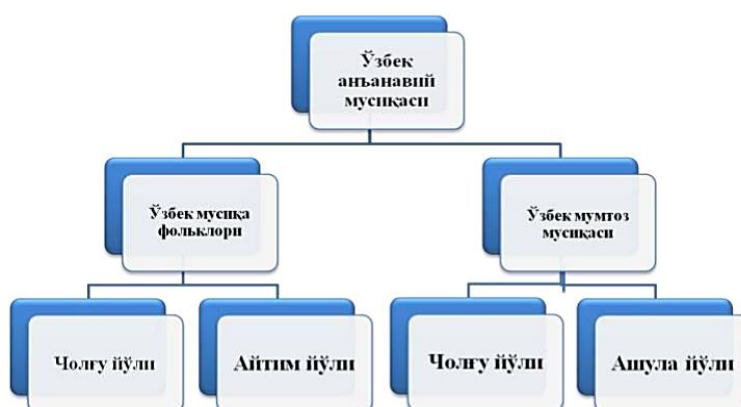 Ўзбек
анъанавий
мусиқаси
Ўзбек мусиқа
фольклори
Ўзбек мумтоз
мусиқаси
Чолғу йўли
Айтим йўли
Чолғу йўли
Ашула йўли